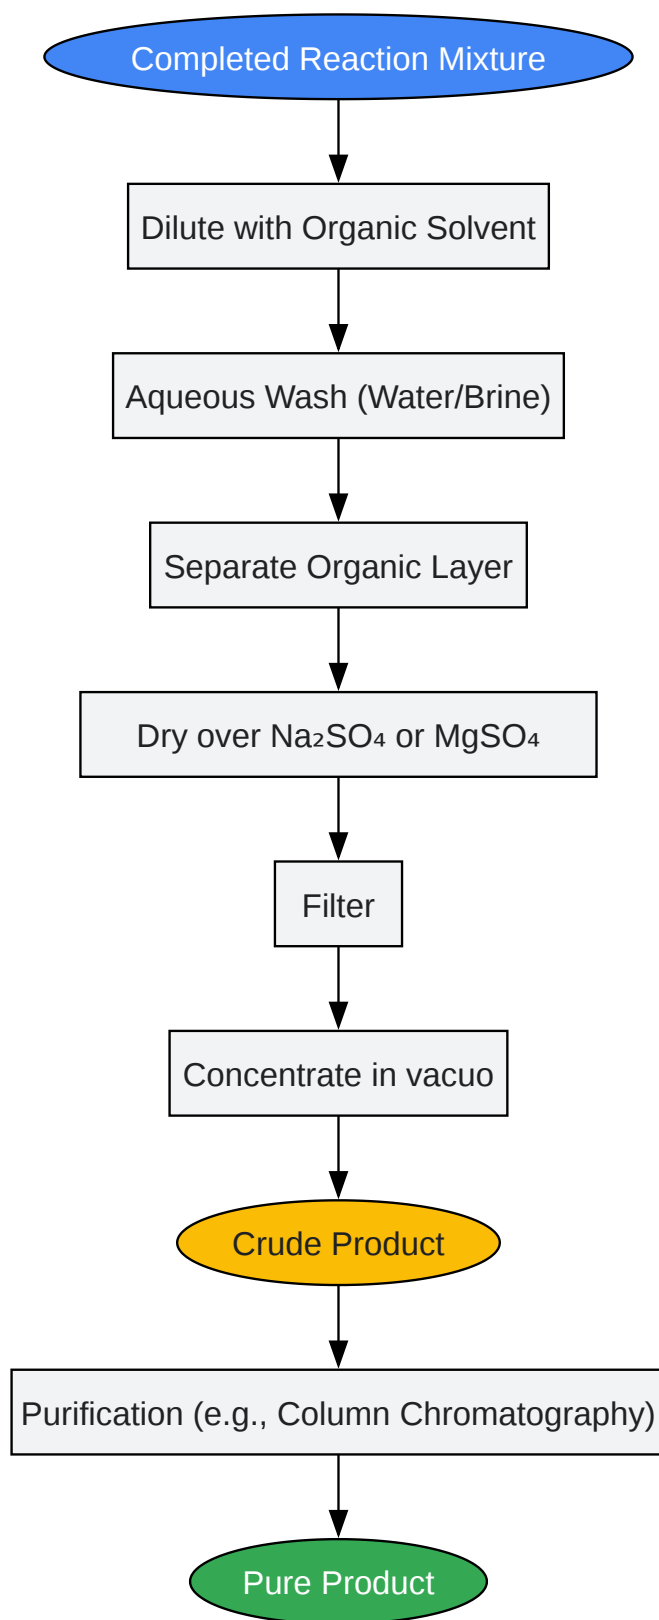 Completed Reaction Mixture
Dilute with Organic Solvent
Aqueous Wash (Water/Brine)
Separate Organic Layer
Dry over Na₂SO₄ or MgSO₄
Filter
Concentrate in vacuo
Crude Product
Purification (e.g., Column Chromatography)
Pure Product